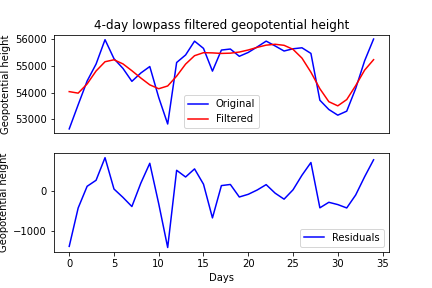 4-day lowpass filtered geopotential height
Geopotential height
56000
55000
54000
53000
Original
Filtered
Geopotential height
0
−1000
Residuals
0 5 10 15 20 25 30 35
Days